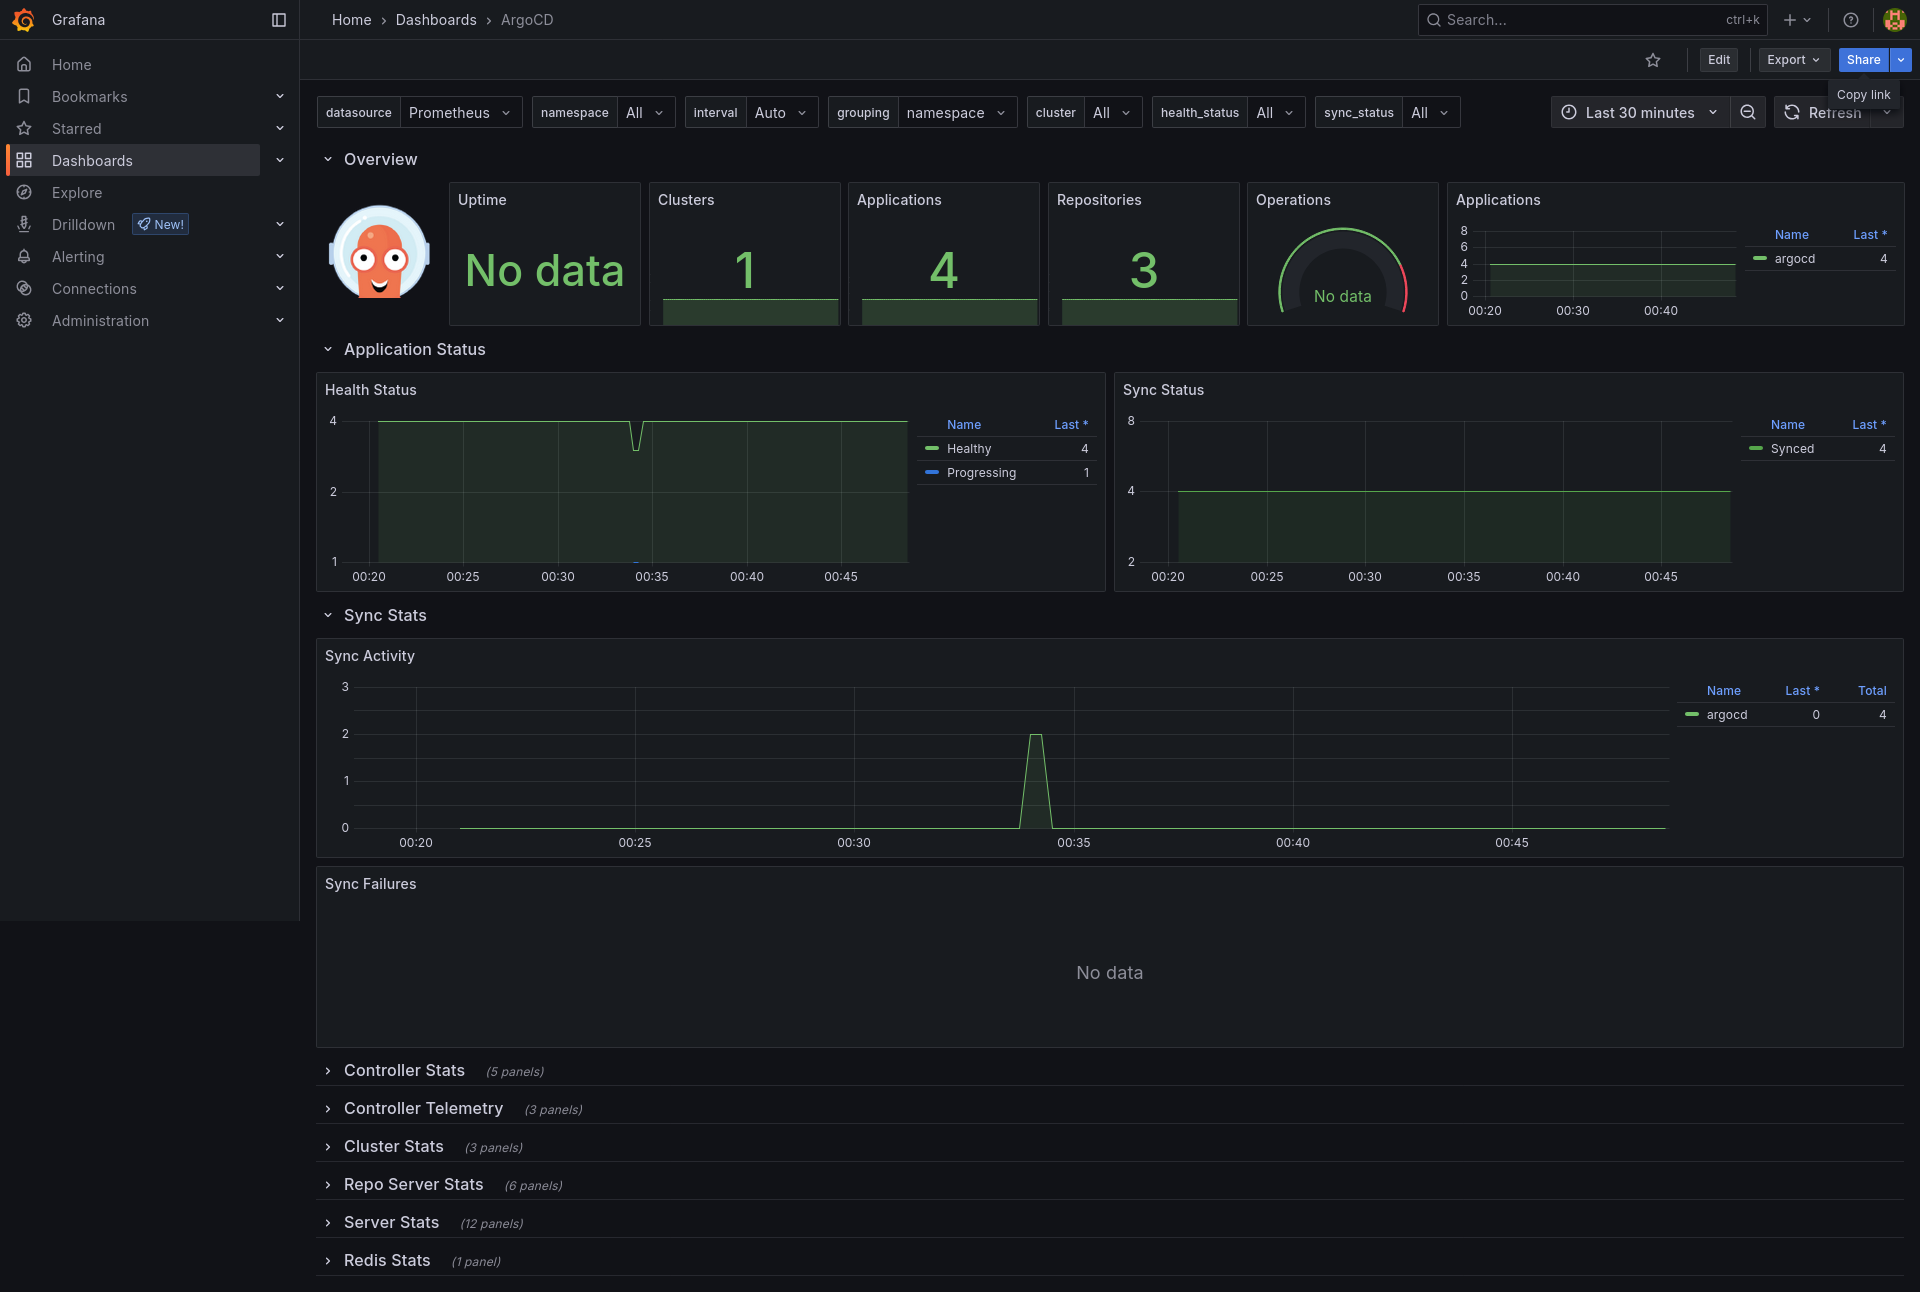 Grafana
Home › Dashboards › ArgoCD
Search... ctrl+k
Home
Bookmarks
Starred
Dashboards
Explore
Drilldown New!
Alerting
Connections
Administration
Edit Export Share
Copy link
datasource Prometheus namespace All interval Auto grouping namespace cluster All health_status All sync_status All Last 30 minutes Refresh
Overview
Uptime
No data
Clusters
1
Applications
4
Repositories
3
Operations
No data
Applications
8
6
4
2
0
00:20 00:30 00:40
Name Last *
argocd 4
Application Status
Health Status
4
2
1
00:20 00:25 00:30 00:35 00:40 00:45
Name Last *
Healthy 4
Progressing 1
Sync Status
8
4
2
00:20 00:25 00:30 00:35 00:40 00:45
Name Last *
Synced 4
Sync Stats
Sync Activity
3
2
1
0
00:20 00:25 00:30 00:35 00:40 00:45
Name Last * Total
argocd 0 4
Sync Failures
No data
Controller Stats (5 panels)
Controller Telemetry (3 panels)
Cluster Stats (3 panels)
Repo Server Stats (6 panels)
Server Stats (12 panels)
Redis Stats (1 panel)